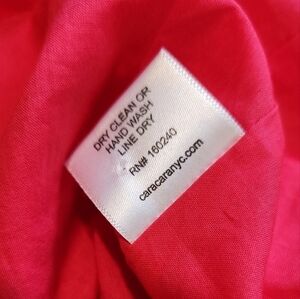 DRY CLEAN OR
HAND WASH
LINE DRY
RN# 160240
caracaranyc.com